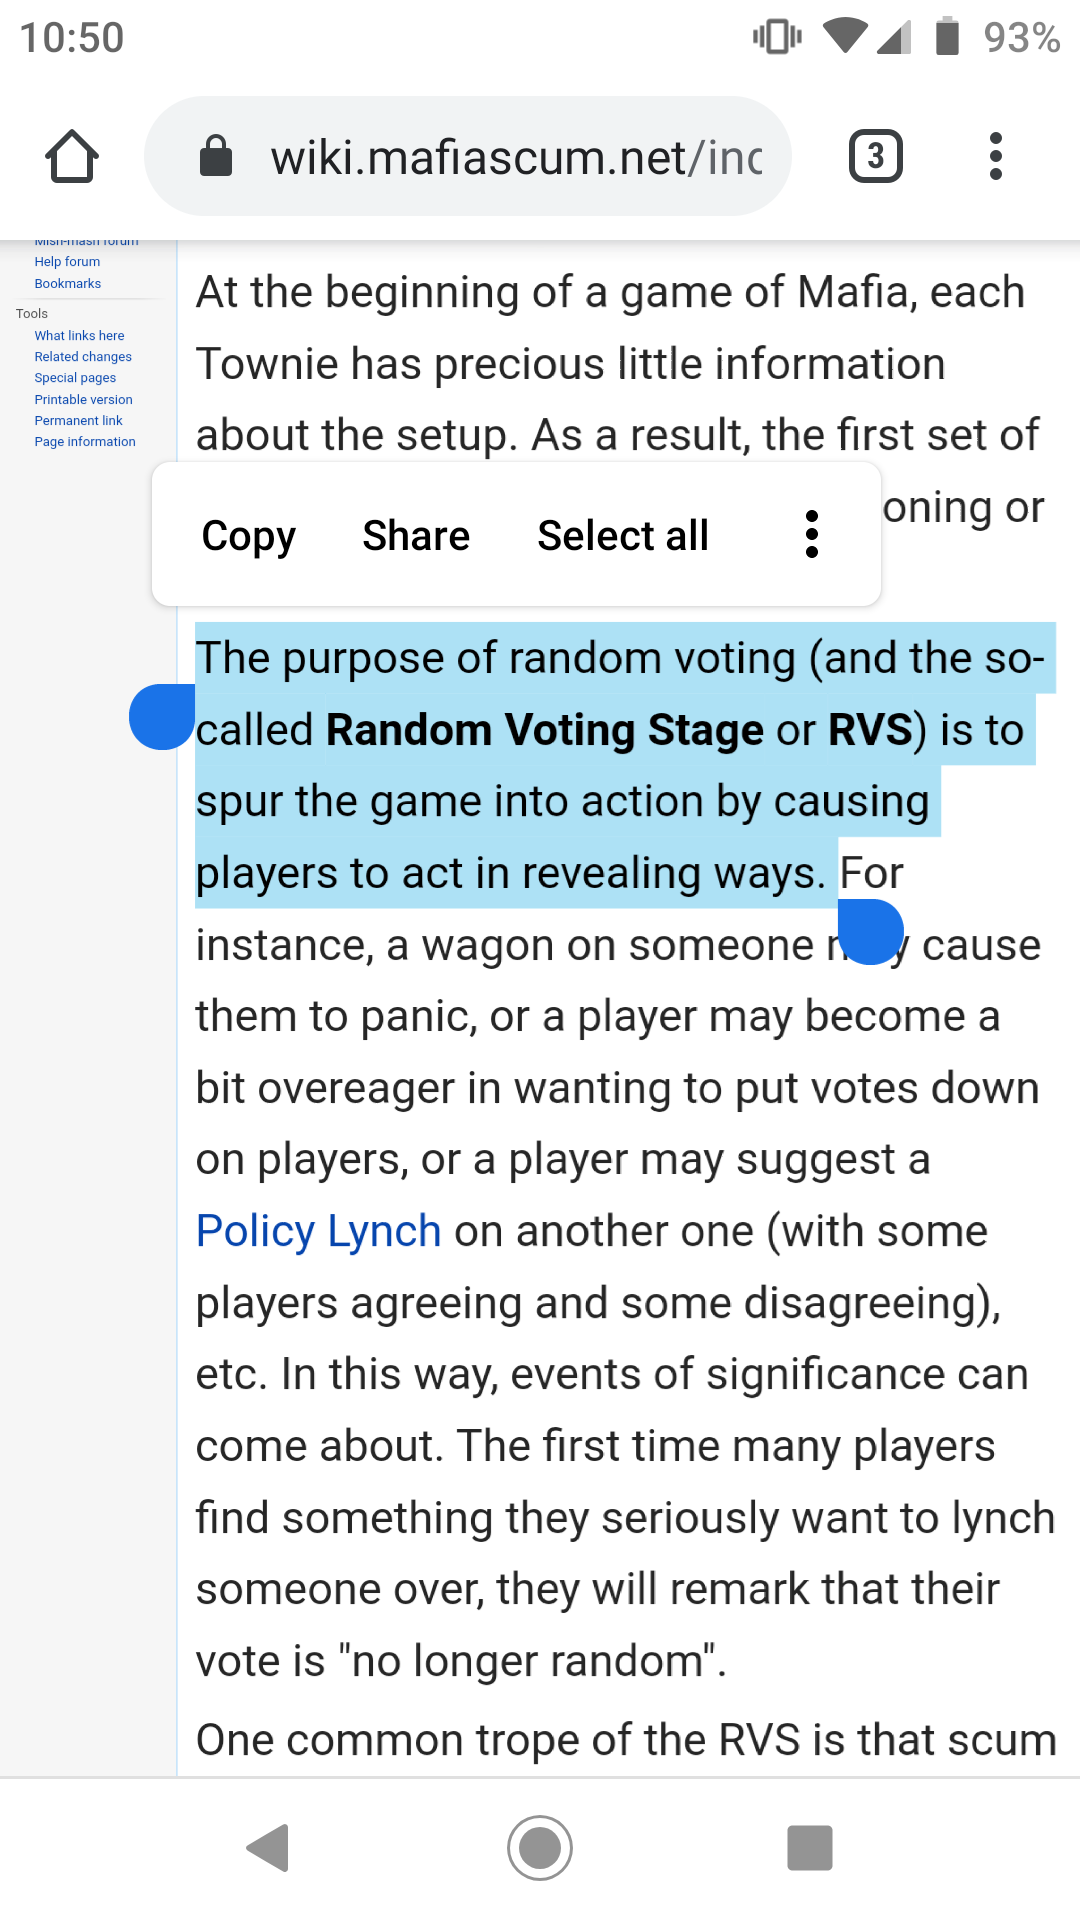 10:50
93%
wiki.mafiascum.net/inc
3
Mish-mash forum
Help forum
Bookmarks
Tools
What links here
Related changes
Special pages
Printable version
Permanent link
Page information
At the beginning of a game of Mafia, each
Townie has precious little information
about the setup. As a result, the first set of
oning or
Copy Share Select all
The purpose of random voting (and the so-
called Random Voting Stage or RVS) is to
spur the game into action by causing
players to act in revealing ways. For
instance, a wagon on someone may cause
them to panic, or a player may become a
bit overeager in wanting to put votes down
on players, or a player may suggest a
Policy Lynch on another one (with some
players agreeing and some disagreeing),
etc. In this way, events of significance can
come about. The first time many players
find something they seriously want to lynch
someone over, they will remark that their
vote is "no longer random".
One common trope of the RVS is that scum